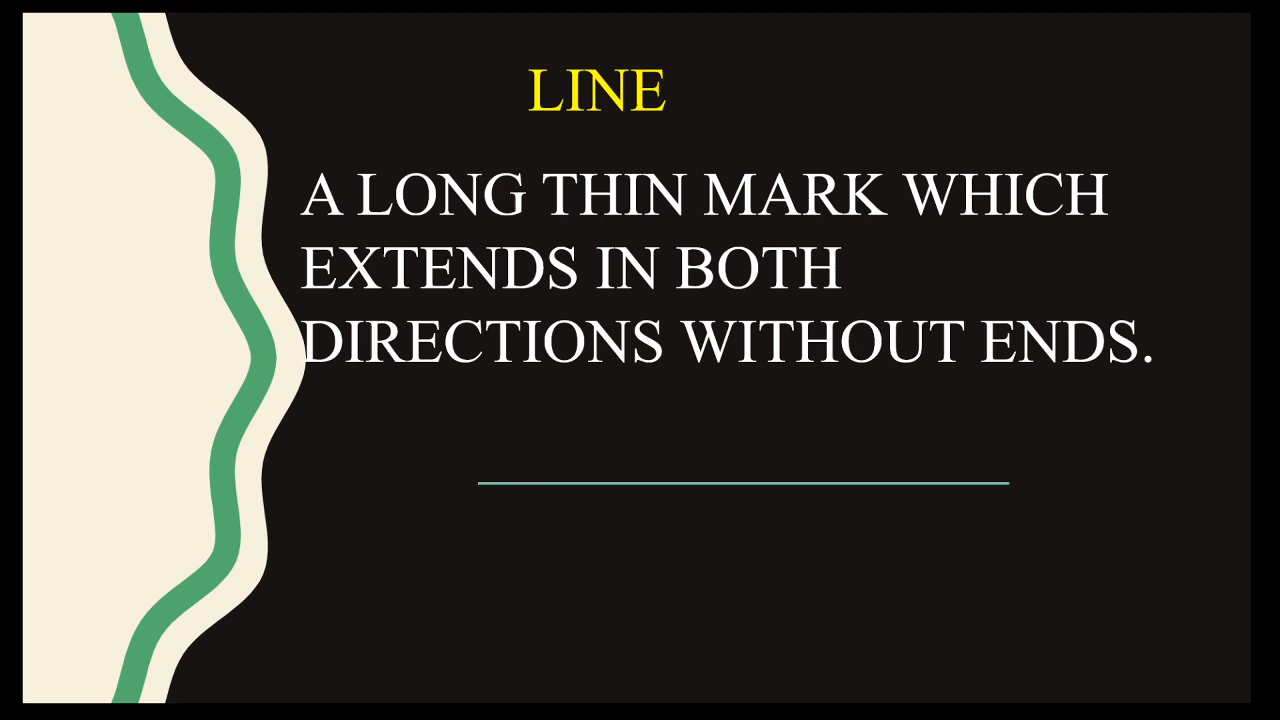 LINE
A LONG THIN MARK WHICH
EXTENDS IN BOTH
DIRECTIONS WITHOUT ENDS.